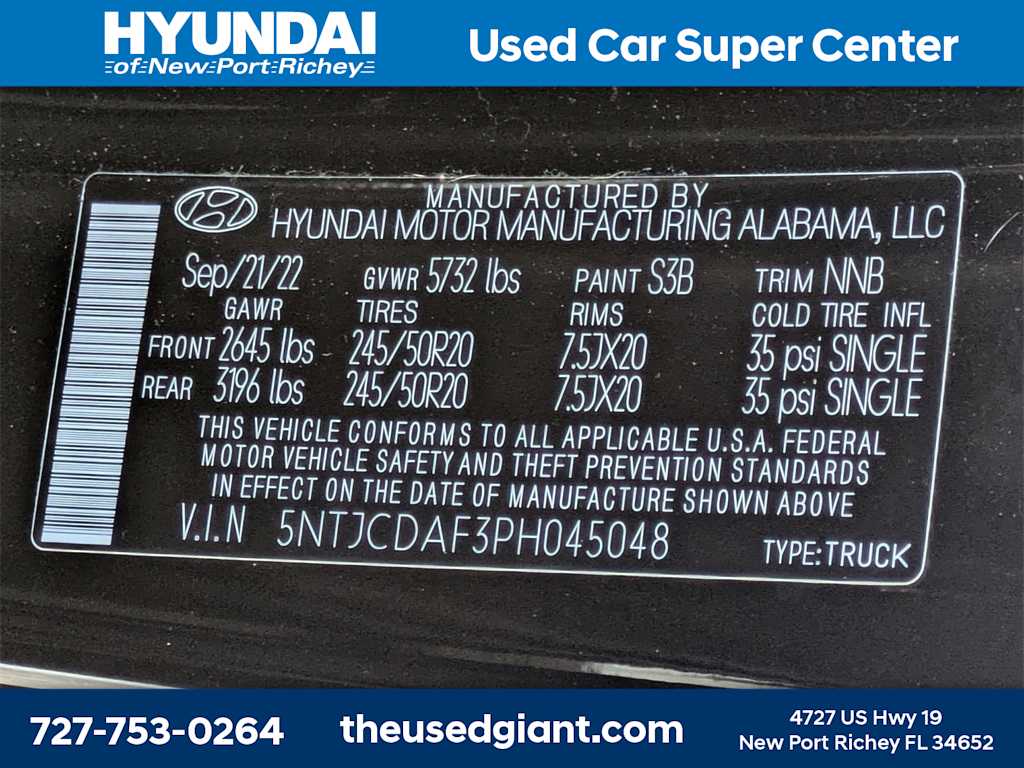 HYUNDAI
of New Port Richey
Used Car Super Center
MANUFACTURED BY
HYUNDAI MOTOR MANUFACTURING ALABAMA, LLC
Sep/21/22 GVWR 5732 lbs PAINT S3B TRIM NNB
GAWR TIRES RIMS COLD TIRE INFL
FRONT 2645 lbs 245/50R20 7.5JX20 35 psi SINGLE
REAR 3196 lbs 245/50R20 7.5JX20 35 psi SINGLE
THIS VEHICLE CONFORMS TO ALL APPLICABLE U.S.A. FEDERAL
MOTOR VEHICLE SAFETY AND THEFT PREVENTION STANDARDS
IN EFFECT ON THE DATE OF MANUFACTURE SHOWN ABOVE
V.I.N 5NTJCDAF3PH045048 TYPE:TRUCK
727-753-0264
theusedgiant.com
4727 US Hwy 19
New Port Richey FL 34652